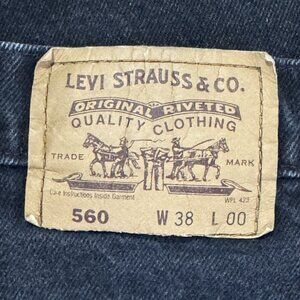 LEVI STRAUSS & CO.
ORIGINAL RIVETED
QUALITY CLOTHING
TRADE MARK
Care Instructions Inside Garment WPL 423
560 W 38 L 00